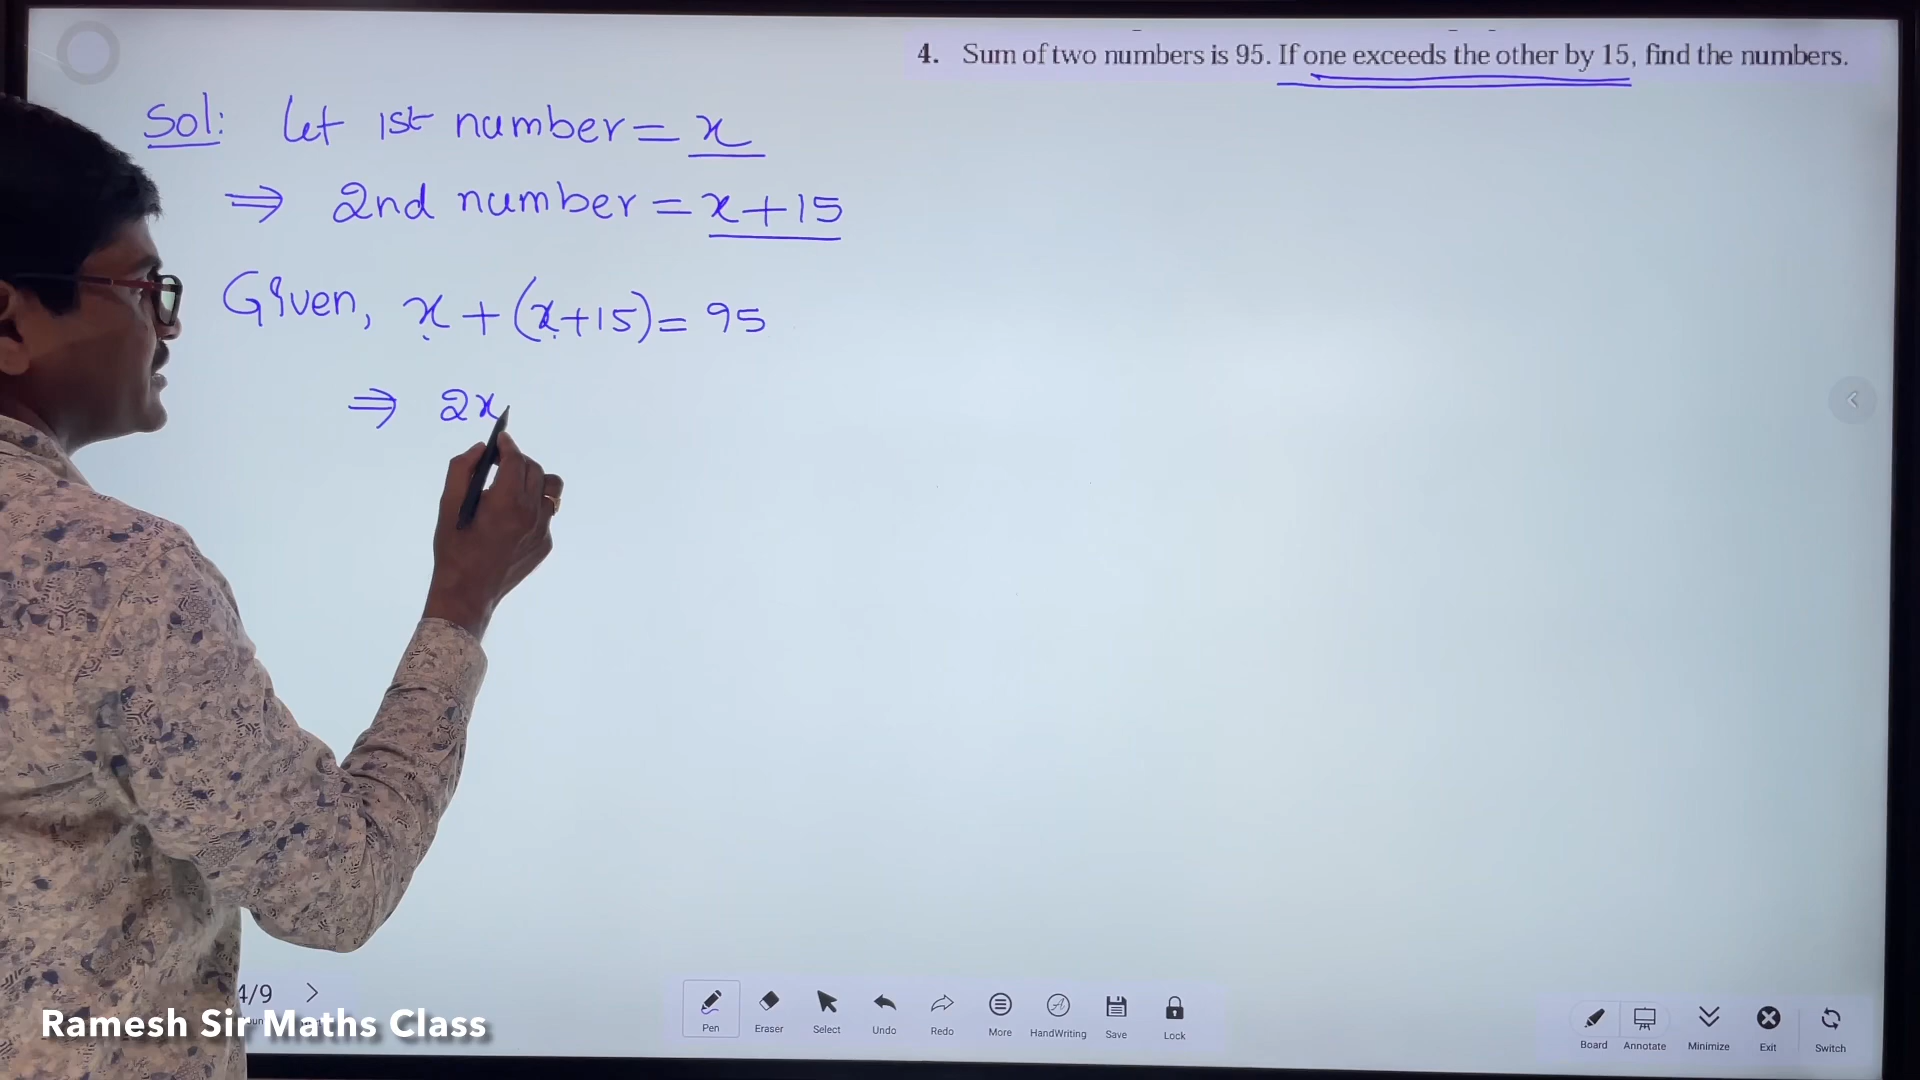 4. Sum of two numbers is 95. If one exceeds the other by 15, find the numbers.
Sol: Let 1st number = x
⇒ 2nd number = x+15
Given, x + (x+15) = 95
⇒ 2x
4/9 >
Ramesh Sir Maths Class
Pen Eraser Select Undo Redo More HandWriting Save Lock
Board Annotate Minimize Exit Switch